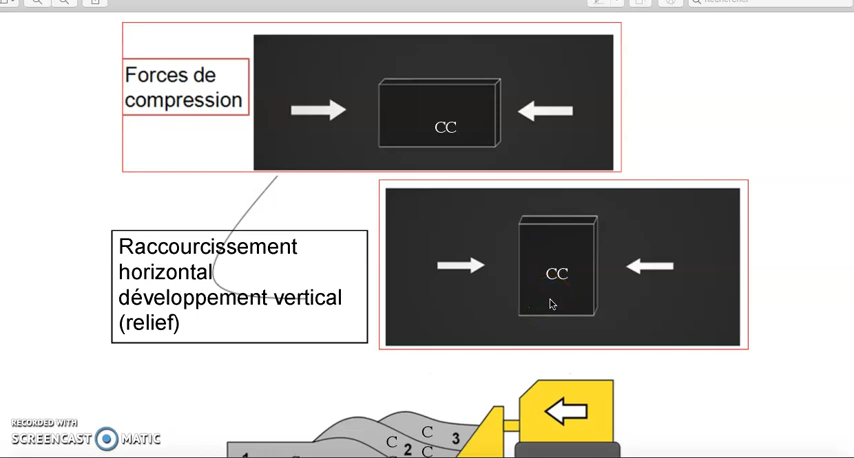 Forces de
compression
CC
Raccourcissement
horizontal
développement vertical
(relief)
CC
C
C
3
2
C
RECORDED WITH
SCREENCAST MATIC